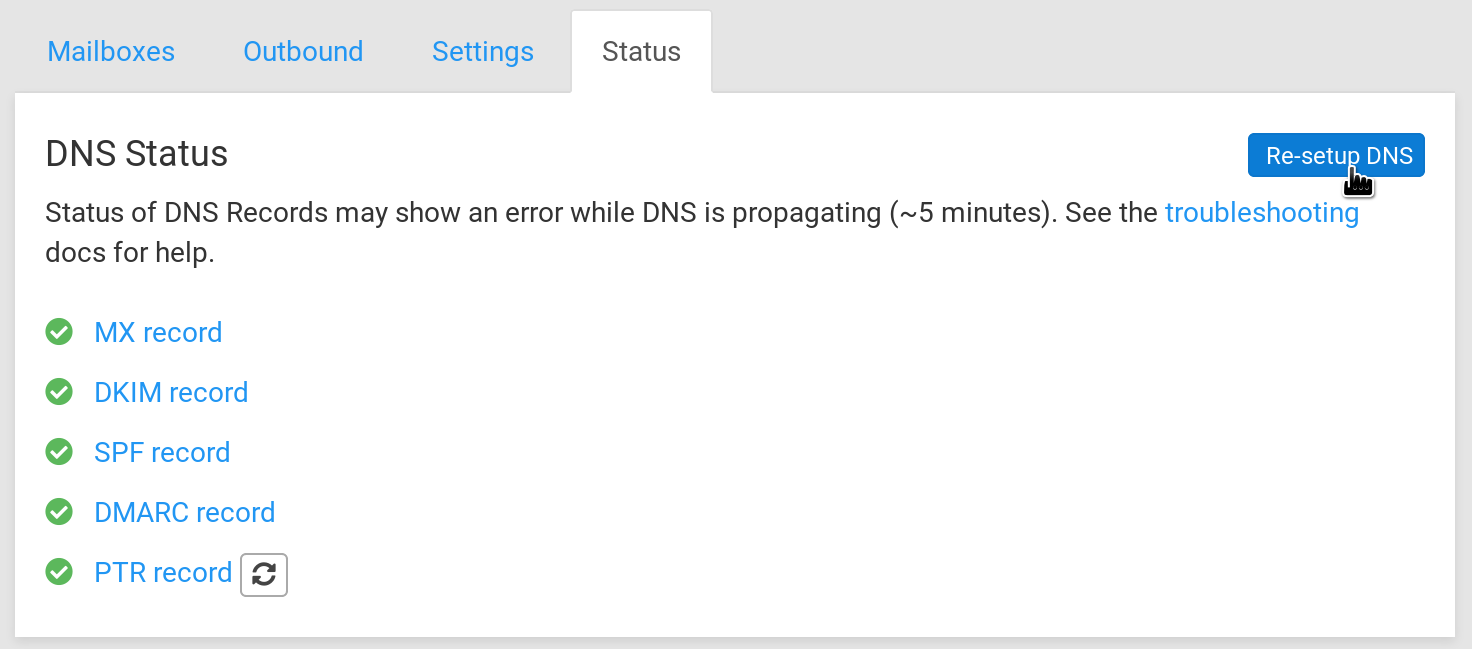 Mailboxes Outbound Settings Status
DNS Status
Re-setup DNS
Status of DNS Records may show an error while DNS is propagating (~5 minutes). See the troubleshooting
docs for help.
MX record
DKIM record
SPF record
DMARC record
PTR record